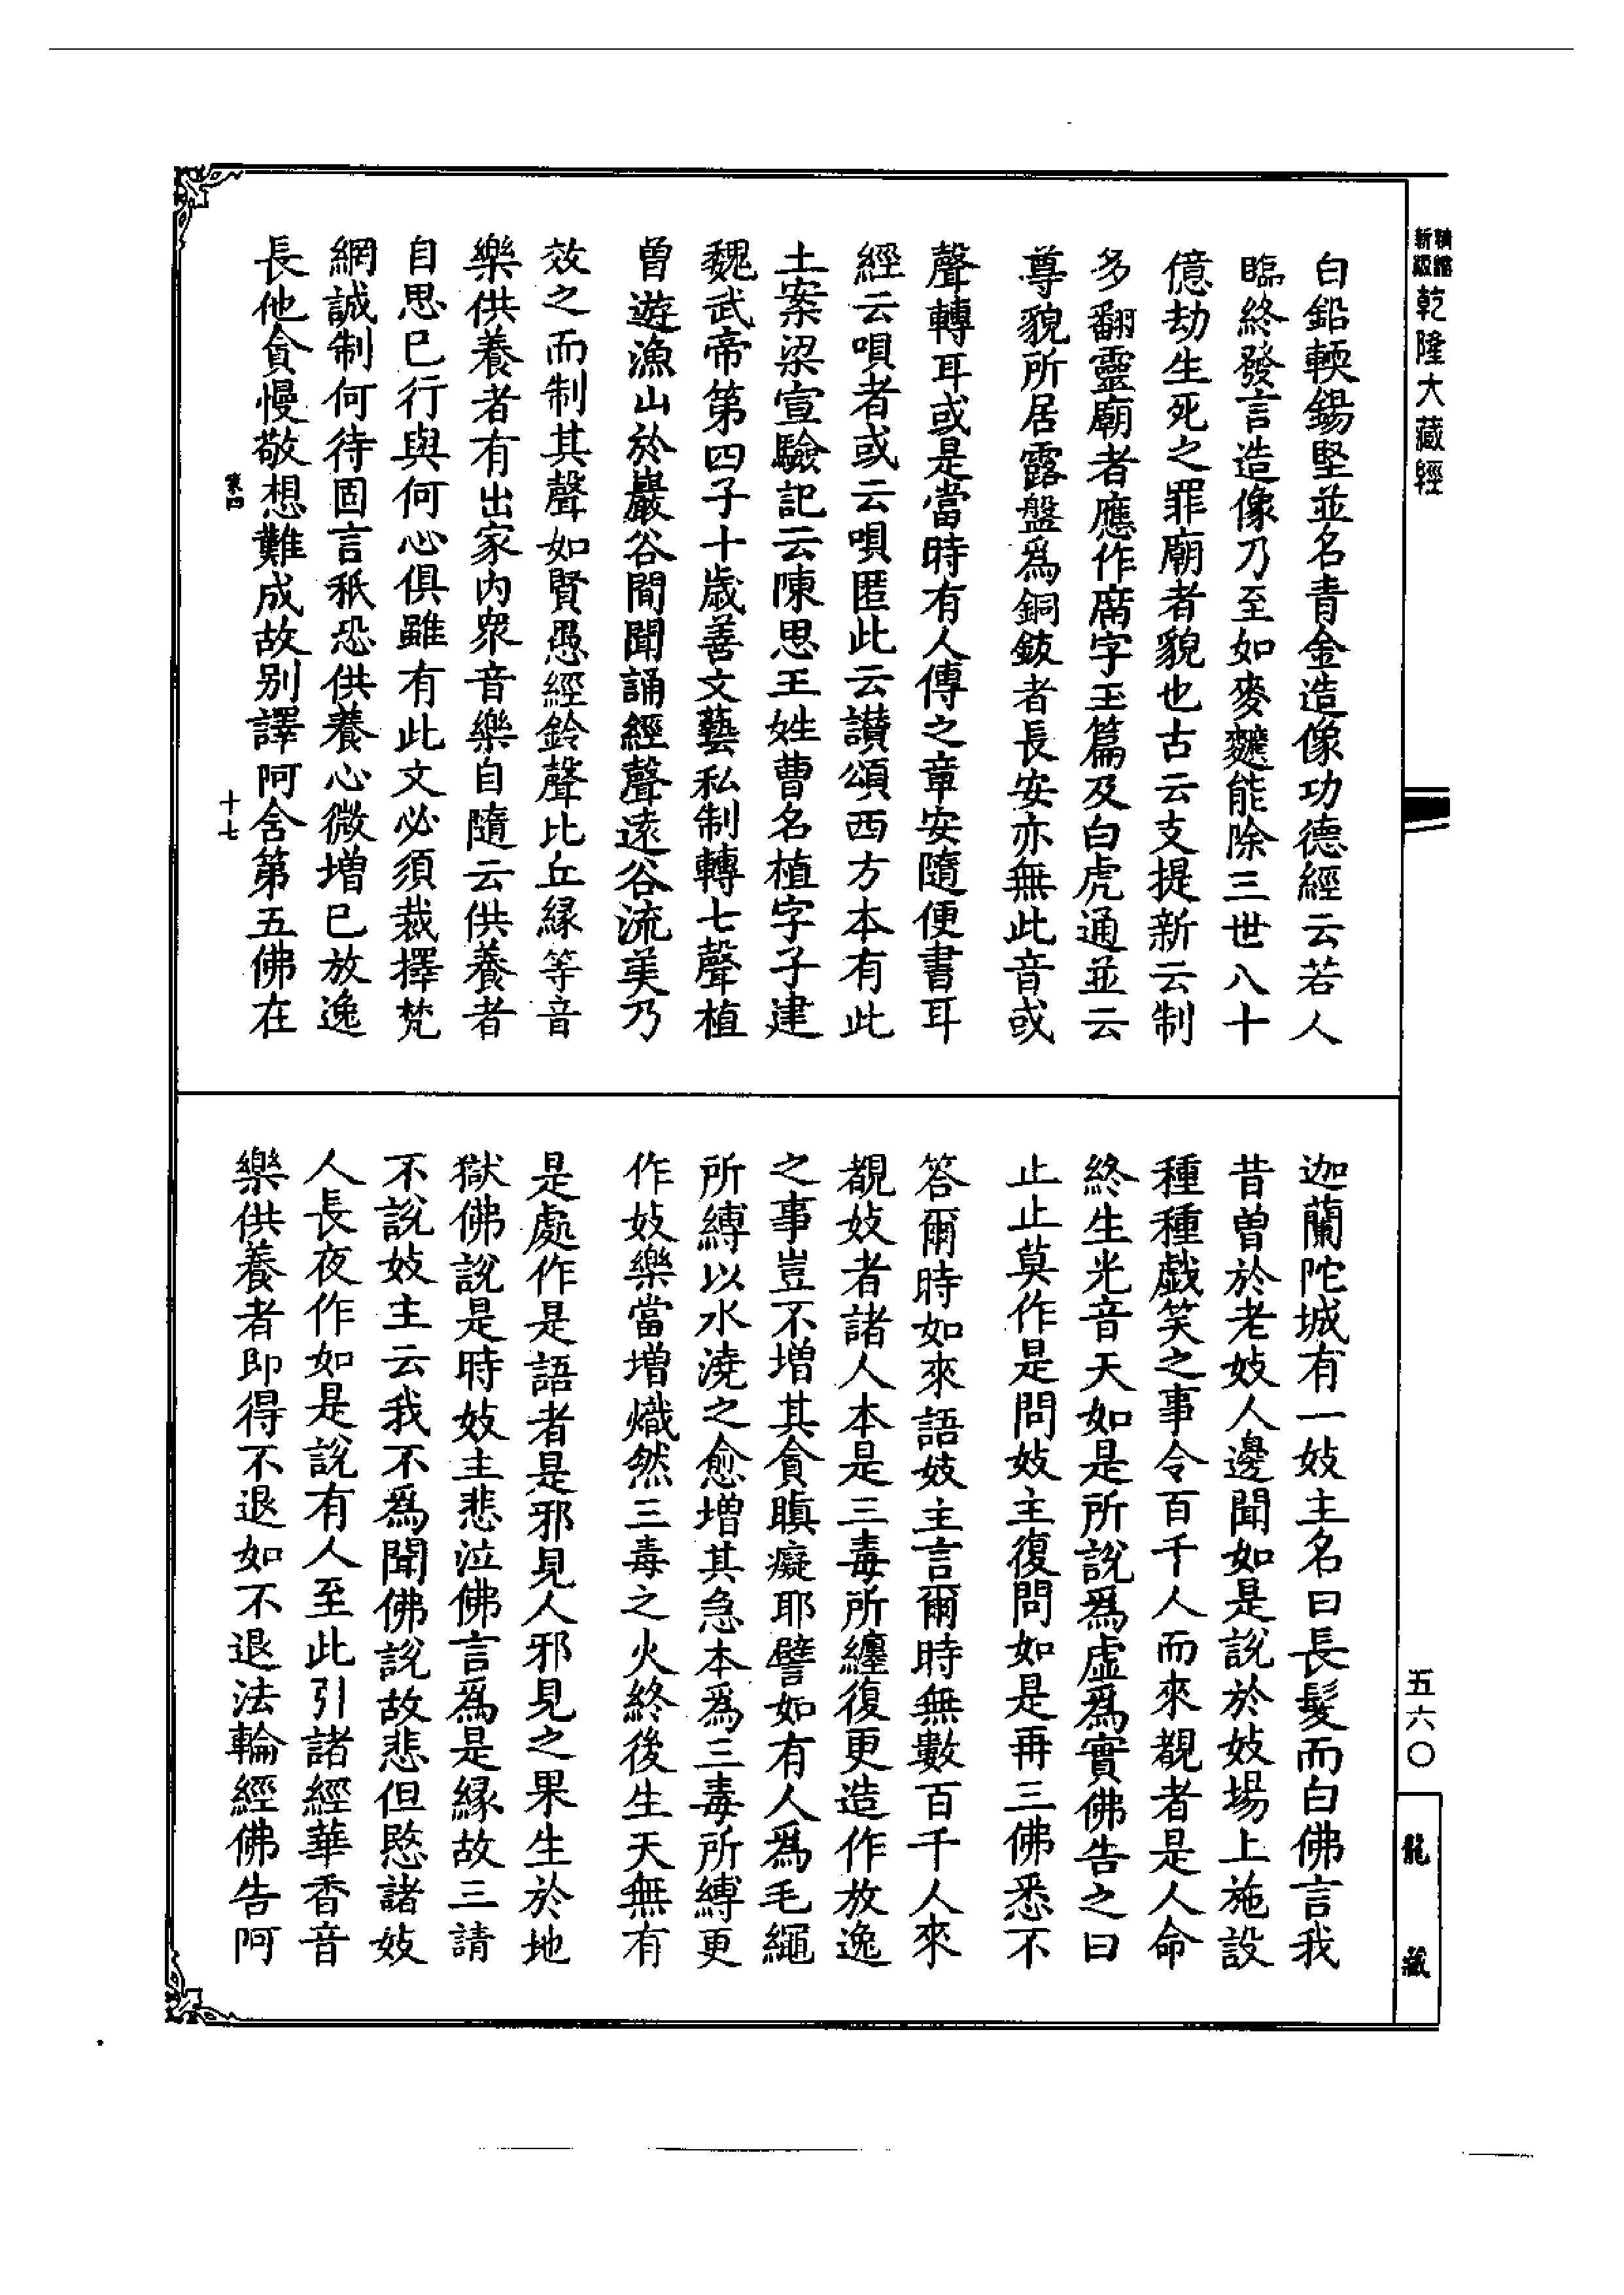 精縮
新級
乾隆大藏經
白鉛輭錫堅並名青金造像功德經云若人
臨終發言造像乃至如麥𪍿能除三世八十
億劫生死之罪廟者貌也古云支提新云制
多翻靈廟者應作庿字玉篇及白虎通並云
尊貌所居露盤爲銅鈸者長安亦無此音或
聲轉耳或是當時有人傳之章安隨便書耳
經云唄者或云唄匿此云讃頌西方本有此
土案梁宣驗記云陳思王姓曹名植字子建
魏武帝第四子十歲善文藝私制轉七聲植
曾遊漁山於巖谷間聞誦經聲遠谷流美乃
效之而制其聲如賢愚經鈴聲比丘緣等音
樂供養者有出家內衆音樂自隨云供養者
自思已行與何心俱雖有此文必須裁擇梵
網誠制何待固言秖恐供養心微增已放逸
長他貪慢敬想難成故別譯阿含第五佛在
策四
十七
迦蘭陀城有一妓主名曰長髮而白佛言我
昔曾於老妓人邊聞如是說於妓場上施設
種種戲笑之事令百千人而來觀者是人命
終生光音天如是所說爲虛爲實佛告之曰
止止莫作是問妓主復問如是再三佛悉不
答爾時如來語妓主言爾時無數百千人來
觀妓者諸人本是三毒所纏復更造作放逸
之事豈不增其貪瞋癡耶譬如有人爲毛繩
所縛以水澆之愈增其急本爲三毒所縛更
作妓樂當增熾然三毒之火終後生天無有
是處作是語者是邪見人邪見之果生於地
獄佛說是時妓主悲泣佛言爲是緣故三請
不說妓主云我不爲聞佛說故悲但愍諸妓
人長夜作如是說有人至此引諸經華香音
樂供養者即得不退如不退法輪經佛告阿
五六〇
龍藏